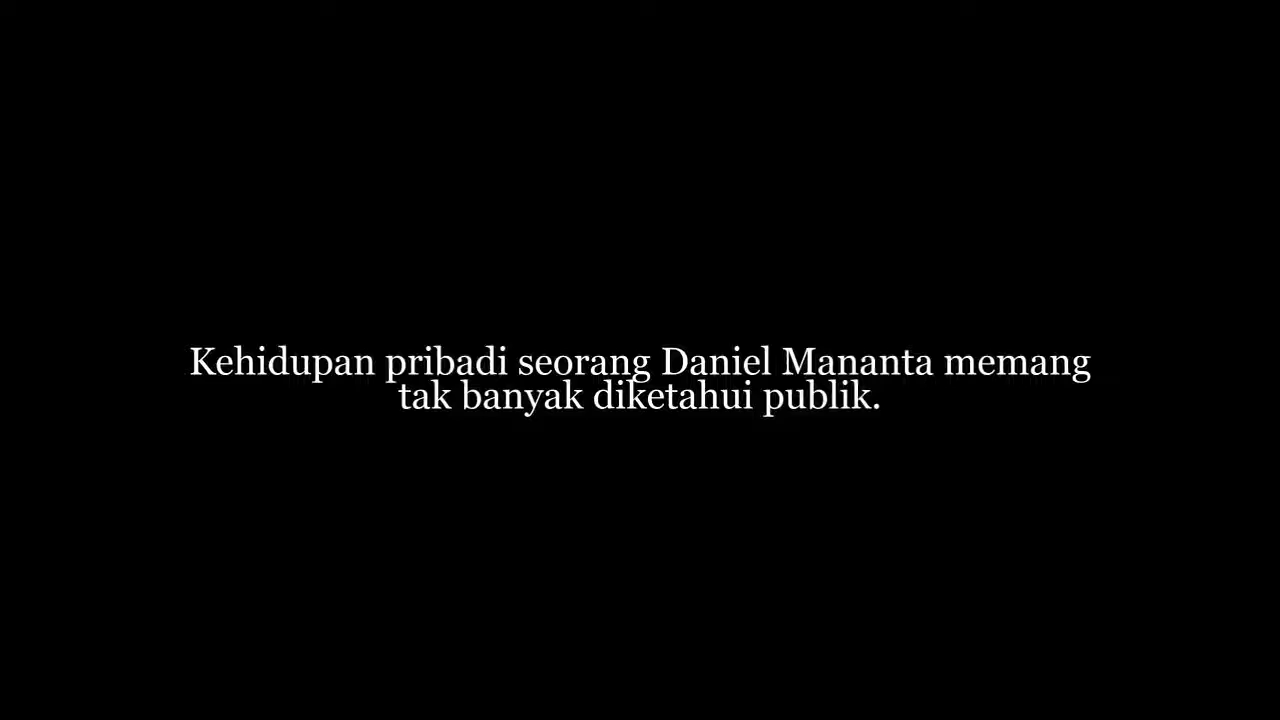 Kehidupan pribadi seorang Daniel Mananta memang
tak banyak diketahui publik.